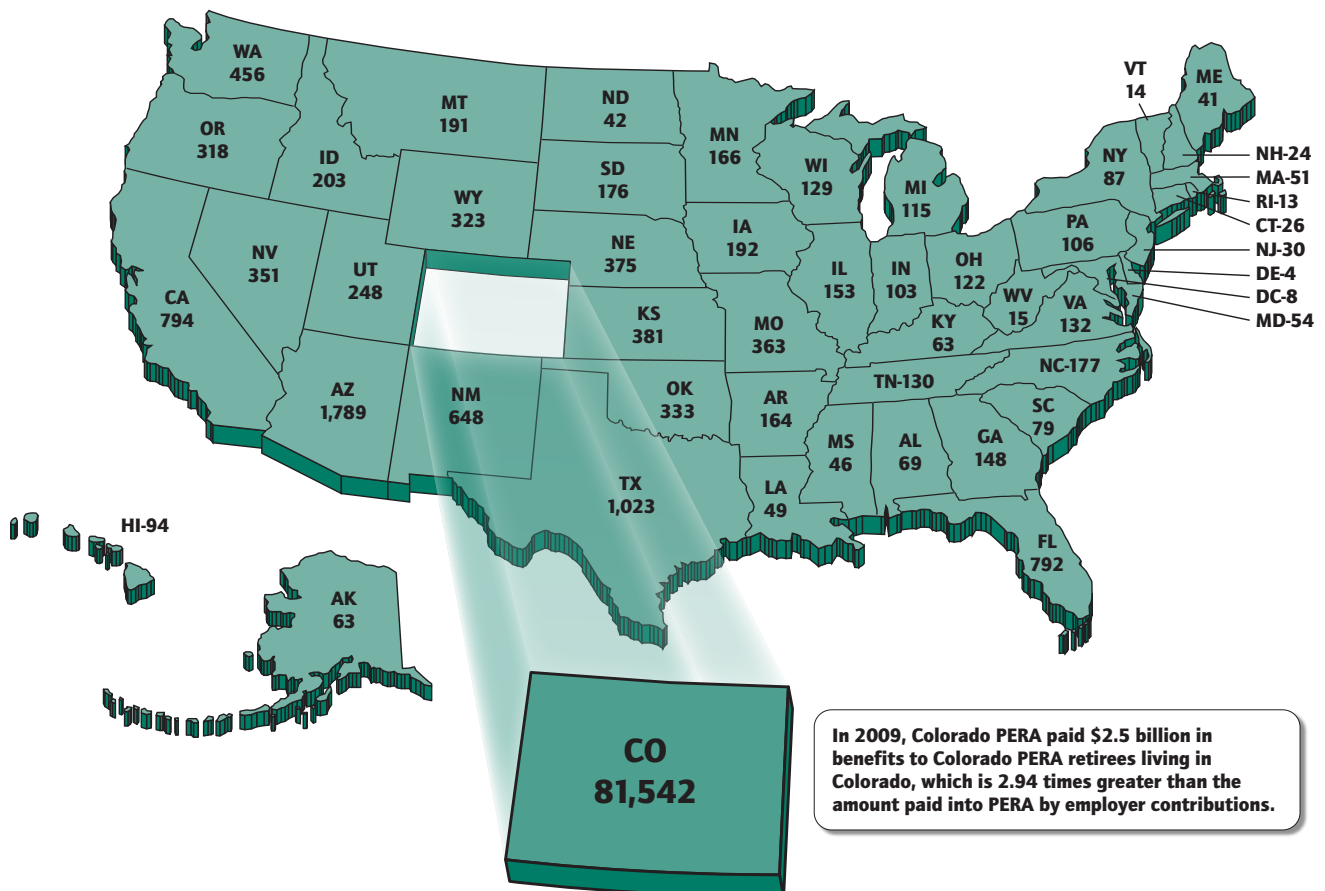 WA
456
OR
318
CA
794
ID
203
NV
351
MT
191
WY
323
UT
248
AZ
1,789
NM
648
ND
42
SD
176
NE
375
KS
381
OK
333
TX
1,023
MN
166
IA
192
MO
363
AR
164
LA
49
WI
129
IL
153
MI
115
IN
103
OH
122
KY
63
TN-130
MS
46
AL
69
GA
148
FL
792
SC
79
NC-177
VA
132
WV
15
PA
106
NY
87
VT
14
ME
41
NH-24
MA-51
RI-13
CT-26
NJ-30
DE-4
DC-8
MD-54
HI-94
AK
63
CO
81,542
In 2009, Colorado PERA paid $2.5 billion in
benefits to Colorado PERA retirees living in
Colorado, which is 2.94 times greater than the
amount paid into PERA by employer contributions.